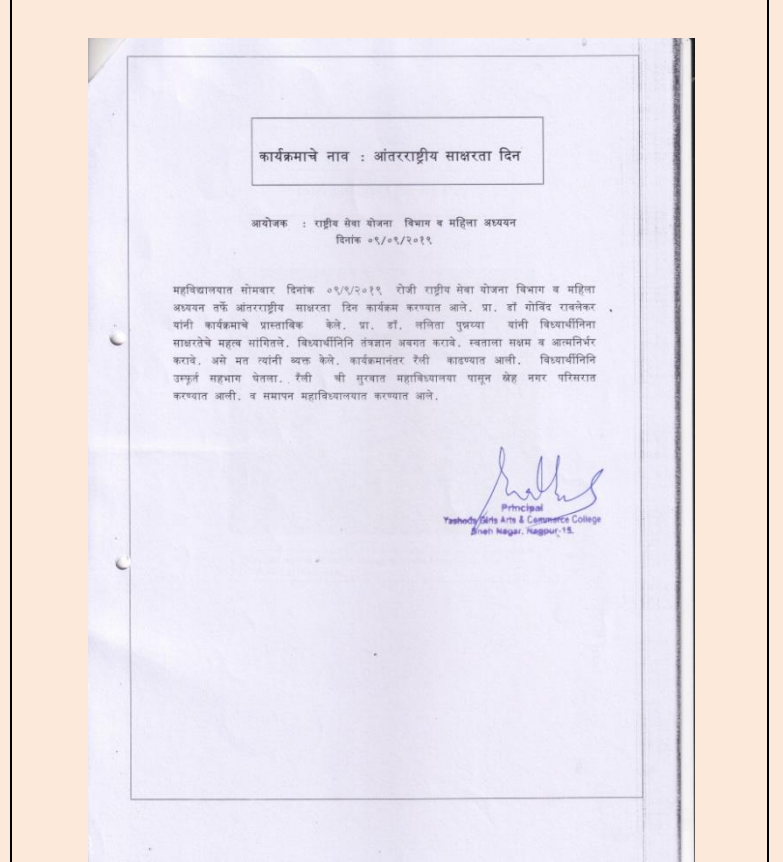 कार्यक्रमाचे नाव : आंतरराष्ट्रीय साक्षरता दिन
आयोजक : राष्ट्रीय सेवा योजना विभाग व महिला अध्ययन
दिनांक ०९/०९/२०१९
महविद्यालयात सोमवार दिनांक ०९/९/२०१९ रोजी राष्ट्रीय सेवा योजना विभाग व महिला
अध्ययन तर्फे आंतरराष्ट्रीय साक्षरता दिन कार्यक्रम करण्यात आले. प्रा. डॉ गोविंद रावलेकर
यांनी कार्यक्रमाचे प्रास्ताविक केले. प्रा. डॉ. ललिता पुन्नय्या यांनी विध्यार्थीनिना
साक्षरतेचे महत्व सांगितले. विध्यार्थीनिनि तंत्रज्ञान अवगत करावे. स्वताला सक्षम व आत्मनिर्भर
करावे. असे मत त्यांनी व्यक्त केले. कार्यक्रमानंतर रैली काढण्यात आली. विध्यार्थीनिनि
उस्फूर्त सहभाग घेतला. रैली ची सुरवात महाविध्यालया पासून स्नेह नगर परिसरात
करण्यात आली. व समापन महाविध्यालयात करण्यात आले.
Principal
Yashoda Girls Arts & Commerce College
Sneh Nagar, Nagpur-15.